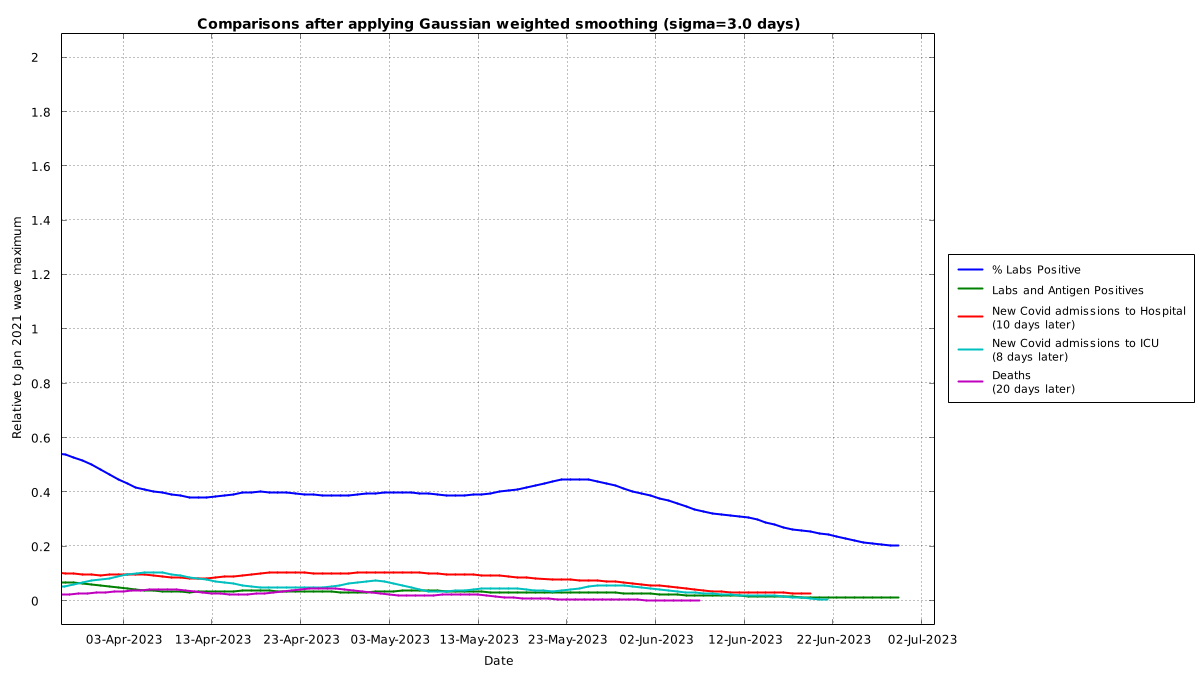 Comparisons after applying Gaussian weighted smoothing (sigma=3.0 days)
Relative to Jan 2021 wave maximum
2
1.8
1.6
1.4
1.2
1
0.8
0.6
0.4
0.2
0
03-Apr-2023 13-Apr-2023 23-Apr-2023 03-May-2023 13-May-2023 23-May-2023 02-Jun-2023 12-Jun-2023 22-Jun-2023 02-Jul-2023
Date
% Labs Positive
Labs and Antigen Positives
New Covid admissions to Hospital
(10 days later)
New Covid admissions to ICU
(8 days later)
Deaths
(20 days later)